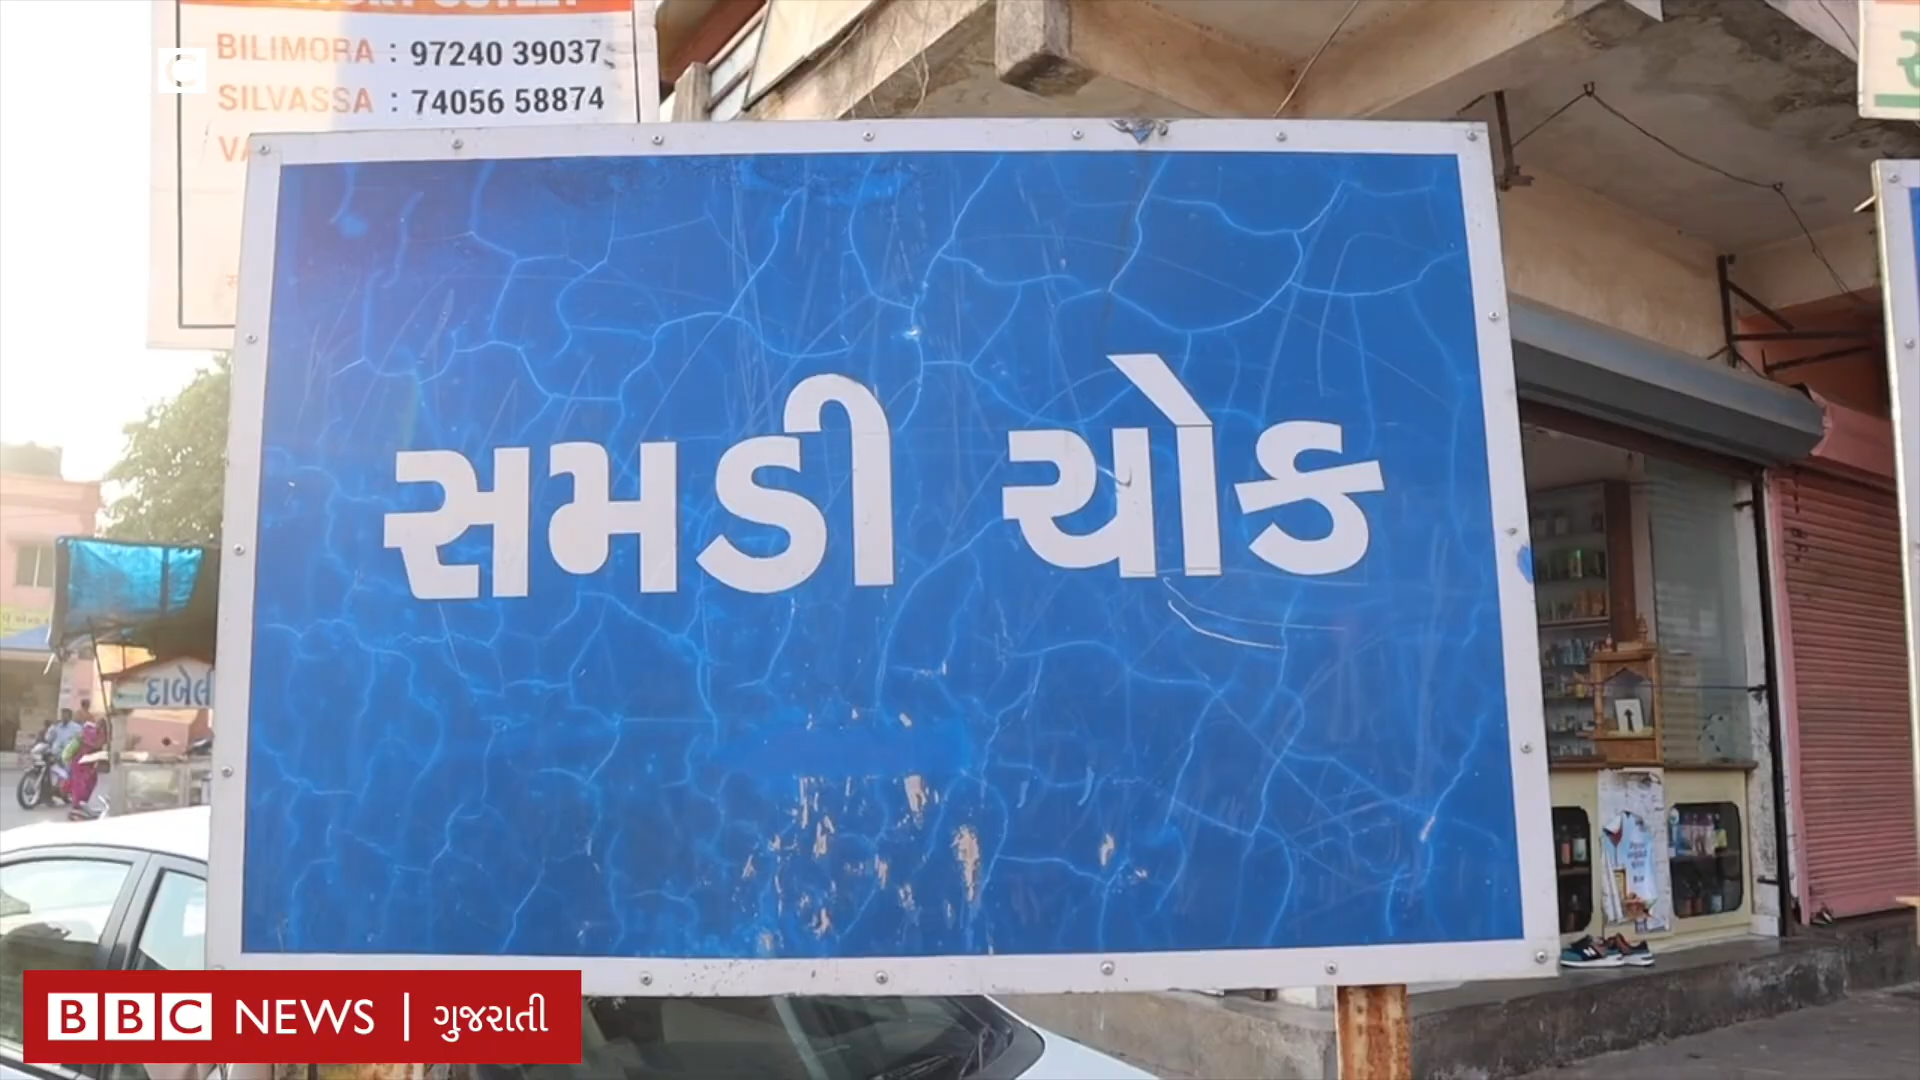 BILIMORA : 97240 39037
SILVASSA : 74056 58874
સમડી ચોક
દાબેલી
BBC NEWS | ગુજરાતી